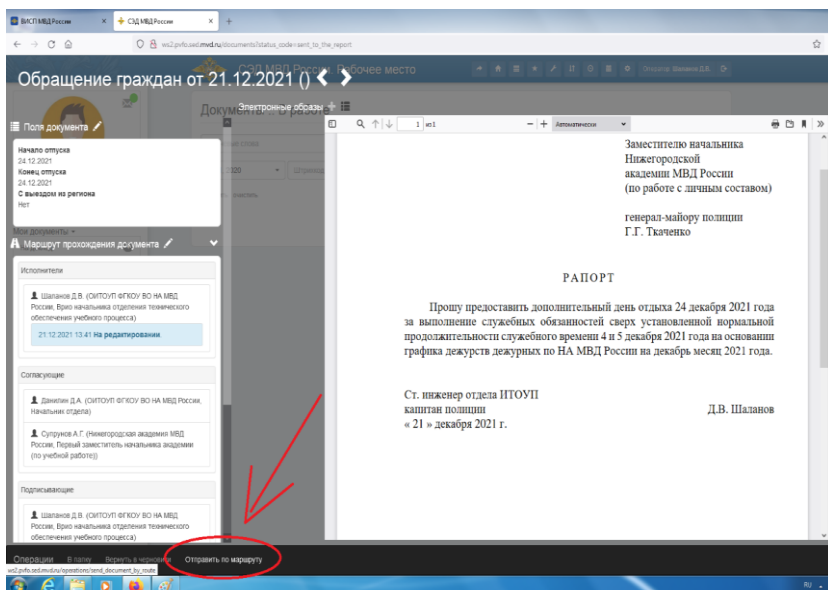 ВИСП МВД России × СЭД МВД России × +
ws2.pvfo.sed.mvd.ru/documents?status_code=sent_to_the_report
СЭД МВД России. Рабочее место
Оператор: Шаланов Д.В.
Обращение граждан от 21.12.2021 () < >
Электронные образы +
Поля документа
Начало отпуска
24.12.2021
Конец отпуска
24.12.2021
С выездом из региона
Нет
Мои документы
Маршрут прохождения документа
Исполнители
Шаланов Д.В. (ОИТОУП ФГКОУ ВО НА МВД
России, Врио начальника отделения технического
обеспечения учебного процесса)
21.12.2021 13:41 На редактировании.
Согласующие
Данилин Д.А. (ОИТОУП ФГКОУ ВО НА МВД России,
Начальник отдела)
Супрунов А.Г. (Нижегородская академия МВД
России, Первый заместитель начальника академии
(по учебной работе))
Подписывающие
Шаланов Д.В. (ОИТОУП ФГКОУ ВО НА МВД
России, Врио начальника отделения технического
обеспечения учебного процесса)
1 из 1 − + Автоматически
Заместителю начальника
Нижегородской
академии МВД России
(по работе с личным составом)
генерал-майору полиции
Г.Г. Ткаченко
РАПОРТ
Прошу предоставить дополнительный день отдыха 24 декабря 2021 года
за выполнение служебных обязанностей сверх установленной нормальной
продолжительности служебного времени 4 и 5 декабря 2021 года на основании
графика дежурств дежурных по НА МВД России на декабрь месяц 2021 года.
Ст. инженер отдела ИТОУП
капитан полиции Д.В. Шаланов
« 21 » декабря 2021 г.
Операции В папку Вернуть в черновики Отправить по маршруту
ws2.pvfo.sed.mvd.ru/operations/send_document_by_route
RU